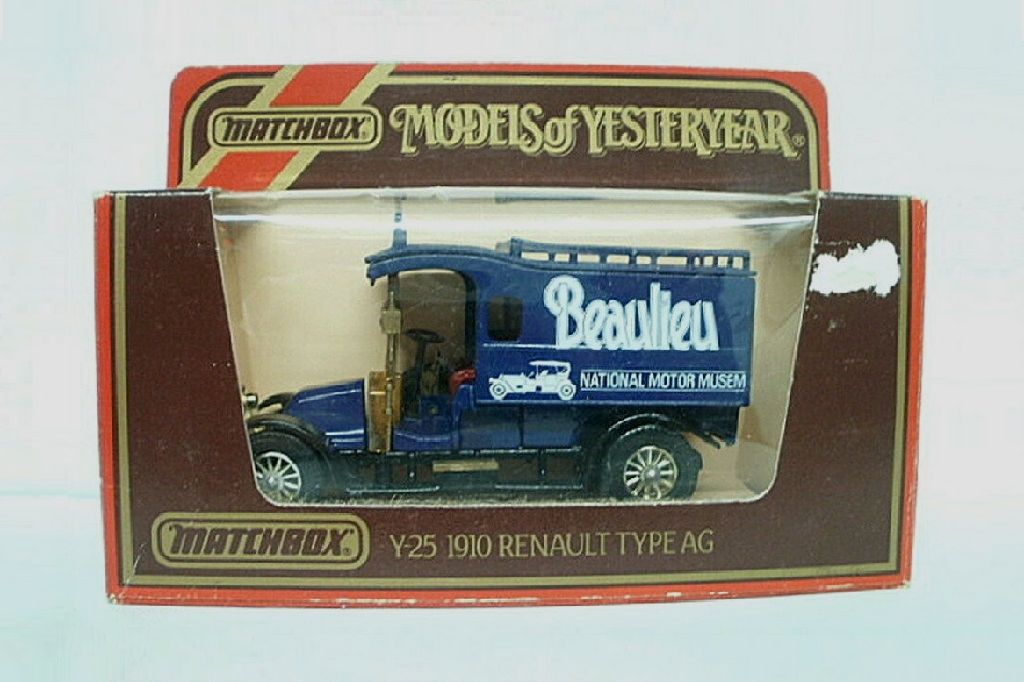 MATCHBOX MODELS of YESTERYEAR®
Beaulieu
NATIONAL MOTOR MUSEM
MATCHBOX Y-25 1910 RENAULT TYPE AG